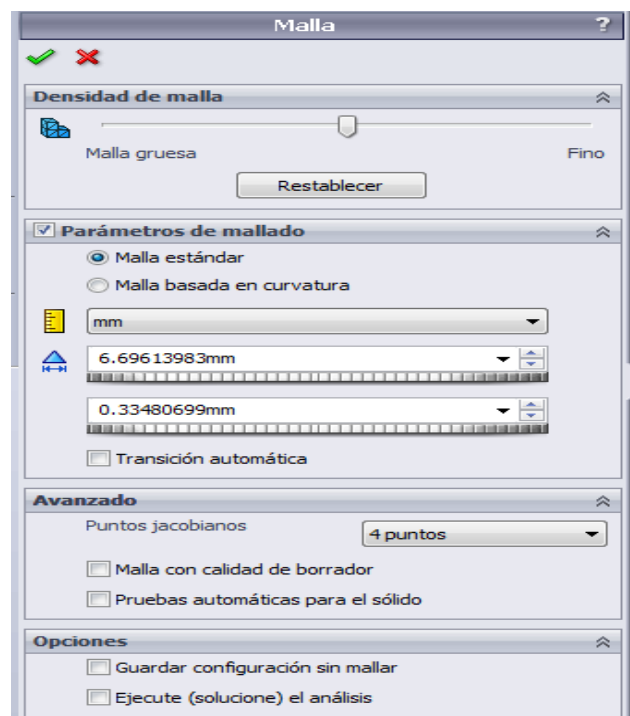 Malla ?
Densidad de malla
Malla gruesa Fino
Restablecer
Parámetros de mallado
Malla estándar
Malla basada en curvatura
mm
6.69613983mm
0.33480699mm
Transición automática
Avanzado
Puntos jacobianos 4 puntos
Malla con calidad de borrador
Pruebas automáticas para el sólido
Opciones
Guardar configuración sin mallar
Ejecute (solucione) el análisis